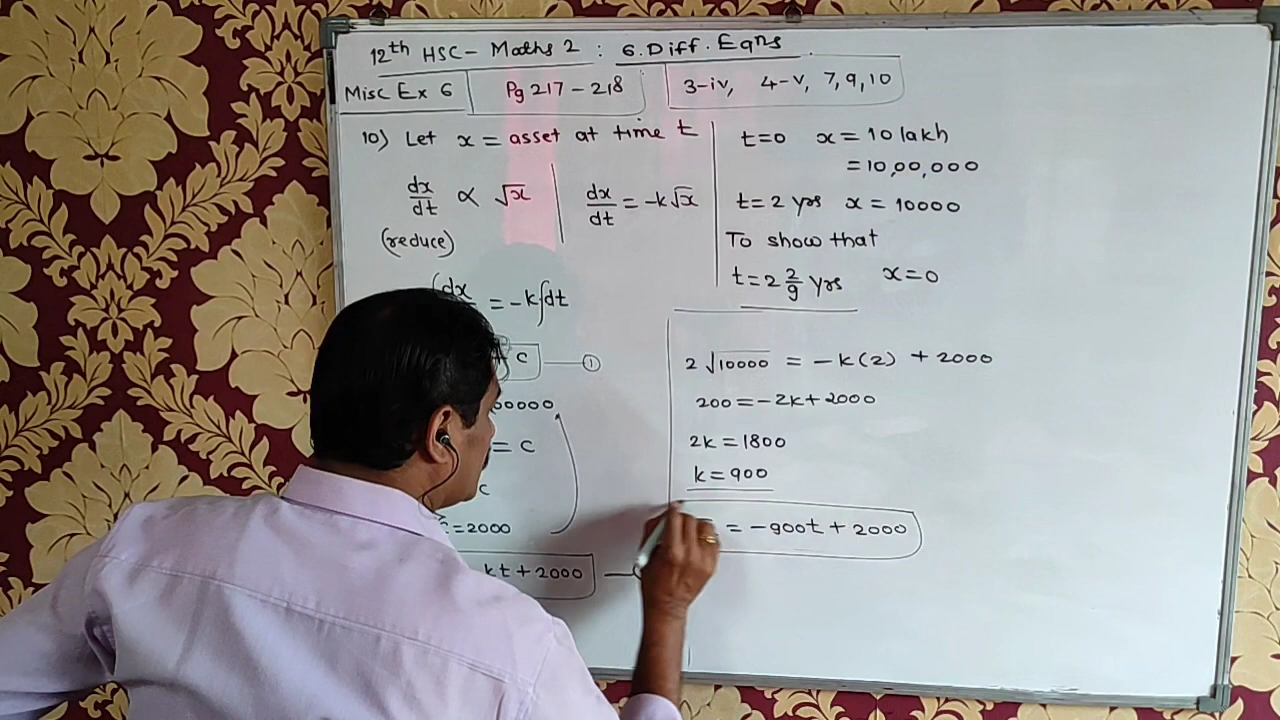 12th HSC - Maths 2 : 6. Diff. Eqns
Misc Ex 6 Pg 217 - 218 3-iv, 4-v, 7, 9, 10
10) Let x = asset at time t
dx/dt ∝ √x dx/dt = -k√x
(reduce)
∫dx = -k∫dt
c ①
00000
= c
c
= 2000
kt + 2000
t=0 x = 10 lakh
= 10,00,000
t = 2 yrs x = 10000
To show that
t = 2 2/9 yrs x = 0
2 √10000 = -k(2) + 2000
200 = -2k + 2000
2k = 1800
k = 900
= -900t + 2000